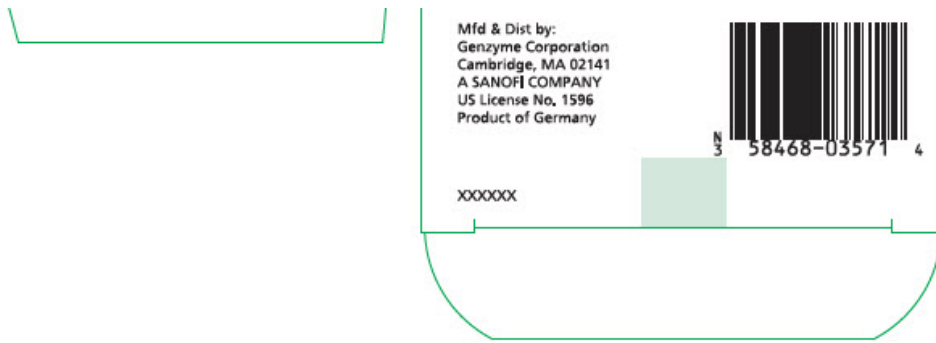 Mfd & Dist by:
Genzyme Corporation
Cambridge, MA 02141
A SANOFI COMPANY
US License No. 1596
Product of Germany
N
3 58468-03571 4
XXXXXX